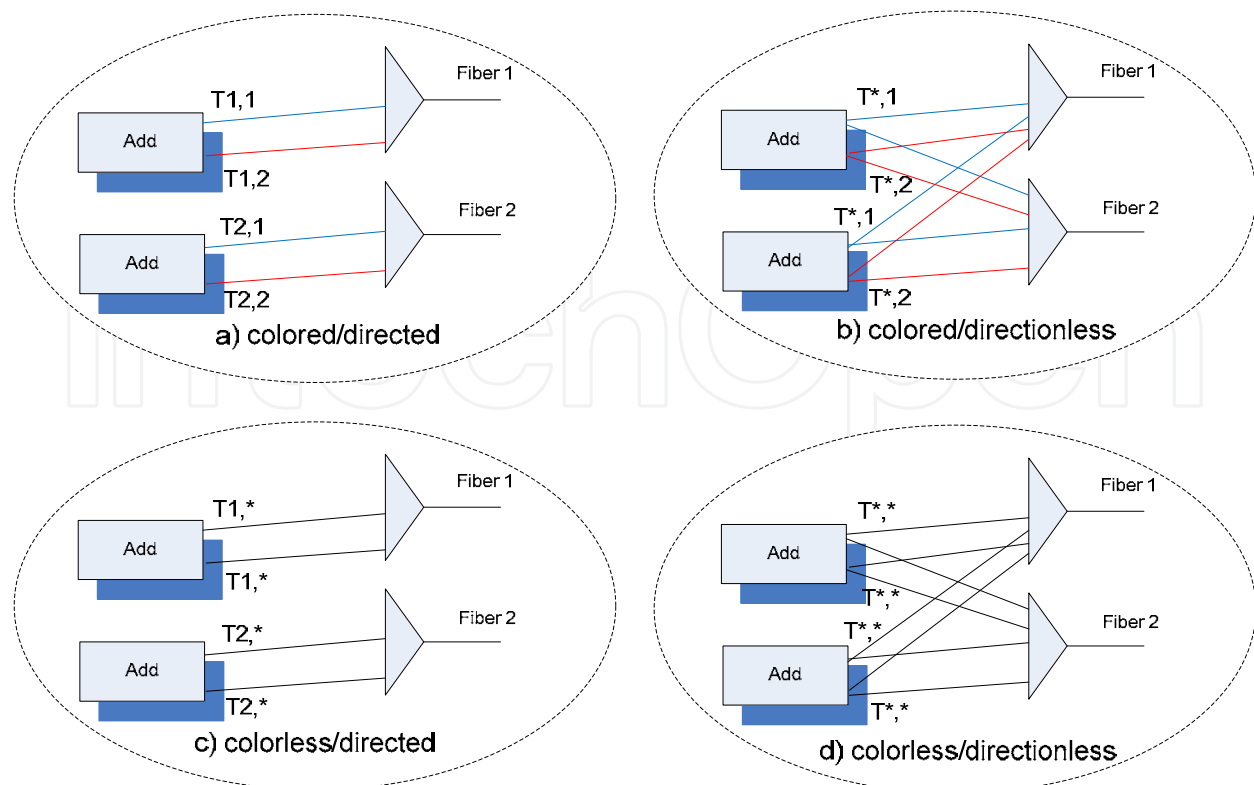 Fiber 1
T1,1
Add
T1,2
Fiber 2
T2,1
Add
T2,2
a) colored/directed
Fiber 1
T*,1
Add
T*,2
T*,1
Fiber 2
Add
T*,2
b) colored/directionless
IntechOpen
Fiber 1
T1,*
Add
T1,*
Fiber 2
T2,*
Add
T2,*
c) colorless/directed
Fiber 1
T*,*
Add
T*,*
T*,*
Fiber 2
Add
T*,*
d) colorless/directionless